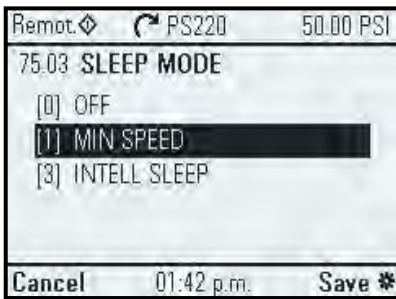 Remot. PS220 50.00 PSI
75.03 SLEEP MODE
[0] OFF
[1] MIN SPEED
[3] INTELL SLEEP
Cancel 01:42 p.m. Save